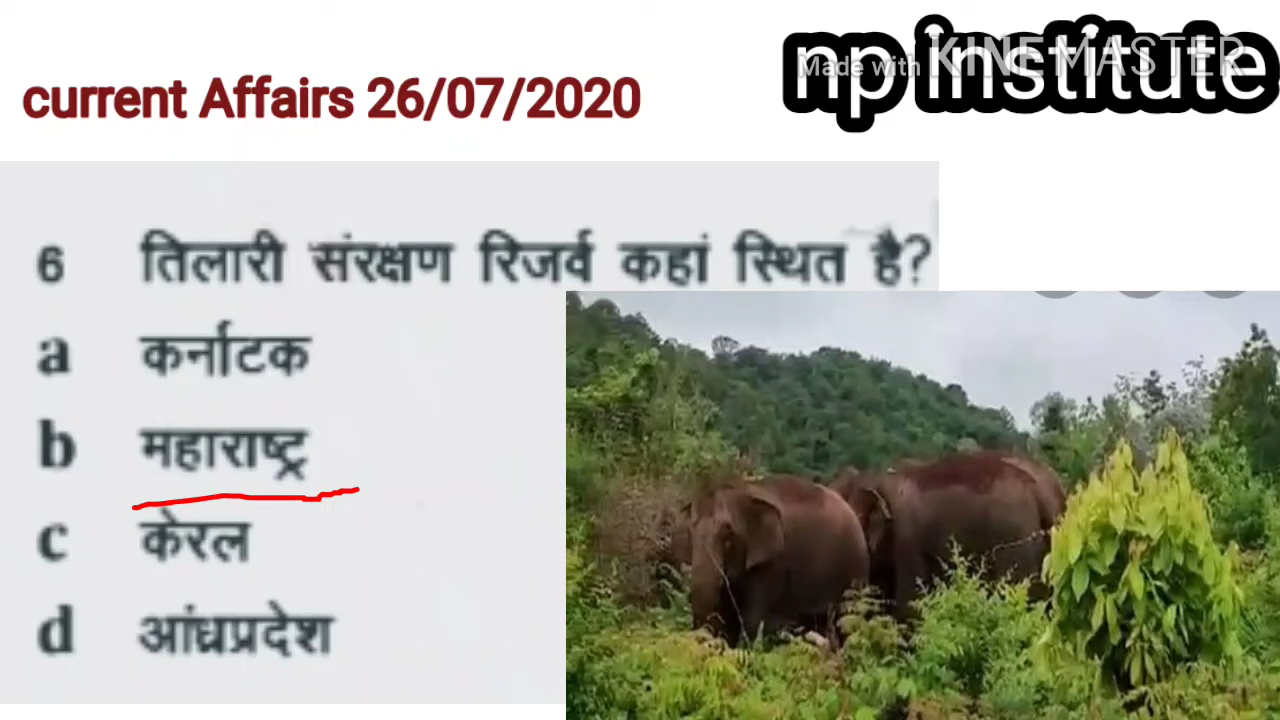 np institute
Made with KINEMASTER
current Affairs 26/07/2020
6 तिलारी संरक्षण रिजर्व कहां स्थित है?
a कर्नाटक
b महाराष्ट्र
c केरल
d आंध्रप्रदेश